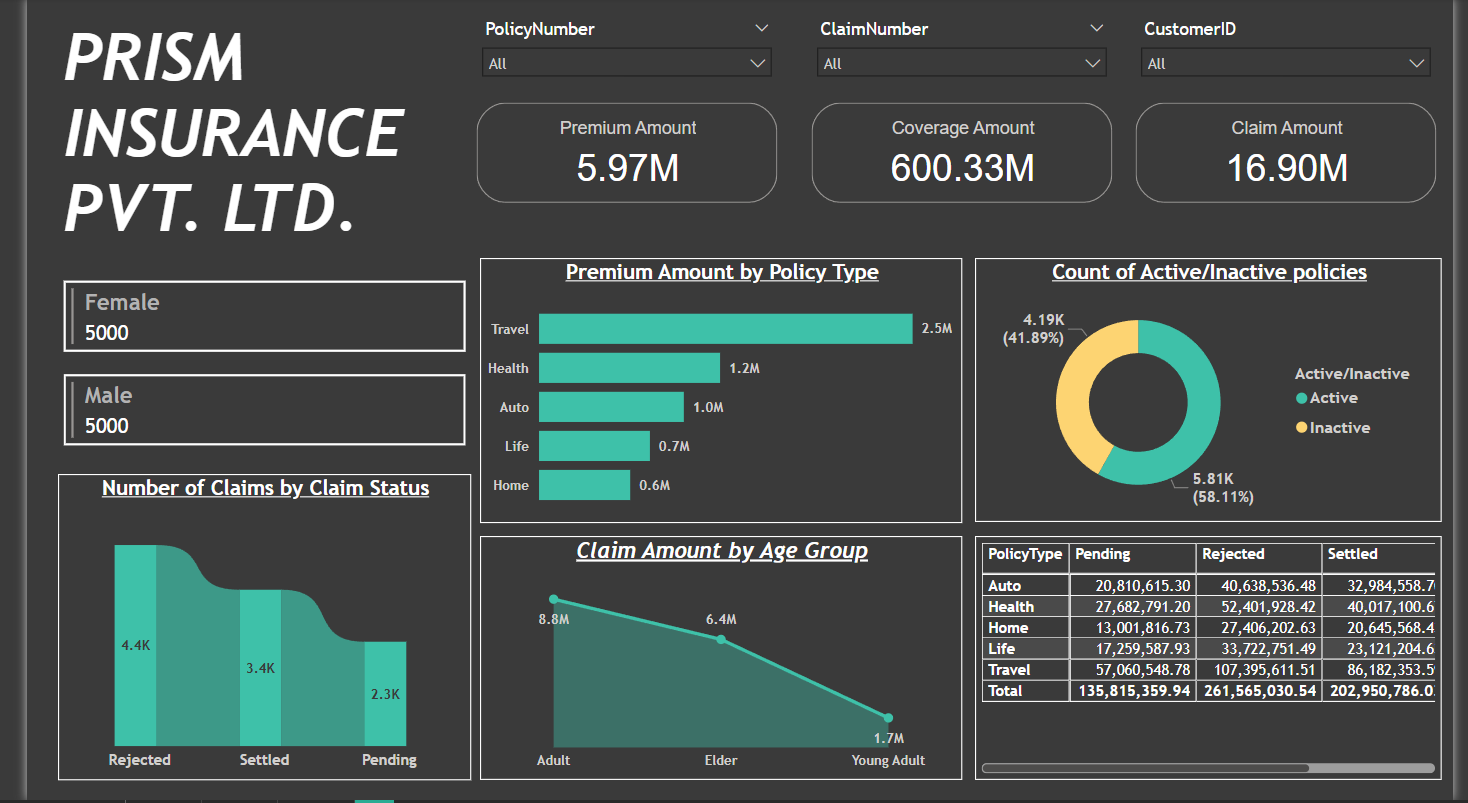 PRISM
INSURANCE
PVT. LTD.
PolicyNumber
All
ClaimNumber
All
CustomerID
All
Premium Amount
5.97M
Coverage Amount
600.33M
Claim Amount
16.90M
Female
5000
Male
5000
Number of Claims by Claim Status
4.4K
3.4K
2.3K
Rejected Settled Pending
Premium Amount by Policy Type
Travel 2.5M
Health 1.2M
Auto 1.0M
Life 0.7M
Home 0.6M
Count of Active/Inactive policies
4.19K
(41.89%)
Active/Inactive
Active
Inactive
5.81K
(58.11%)
Claim Amount by Age Group
8.8M
6.4M
1.7M
Adult Elder Young Adult
PolicyType Pending Rejected Settled
Auto 20,810,615.30 40,638,536.48 32,984,558.7
Health 27,682,791.20 52,401,928.42 40,017,100.6
Home 13,001,816.73 27,406,202.63 20,645,568.4
Life 17,259,587.93 33,722,751.49 23,121,204.6
Travel 57,060,548.78 107,395,611.51 86,182,353.5
Total 135,815,359.94 261,565,030.54 202,950,786.0